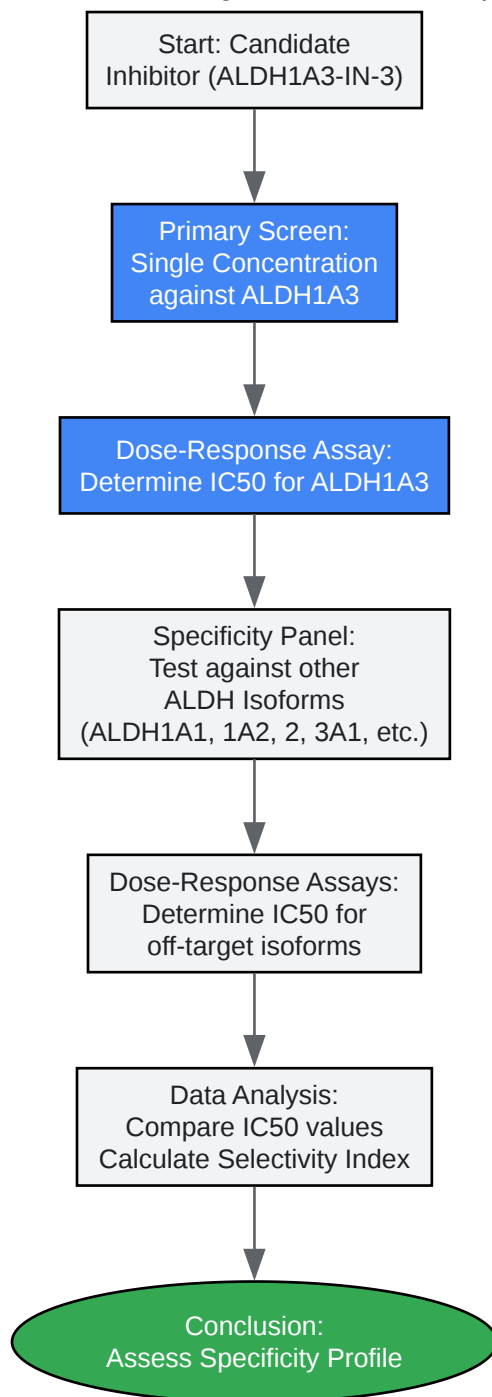 Start: Candidate
Inhibitor (ALDH1A3-IN-3)
Primary Screen:
Single Concentration
against ALDH1A3
Dose-Response Assay:
Determine IC50 for ALDH1A3
Specificity Panel:
Test against other
ALDH Isoforms
(ALDH1A1, 1A2, 2, 3A1, etc.)
Dose-Response Assays:
Determine IC50 for
off-target isoforms
Data Analysis:
Compare IC50 values
Calculate Selectivity Index
Conclusion:
Assess Specificity Profile